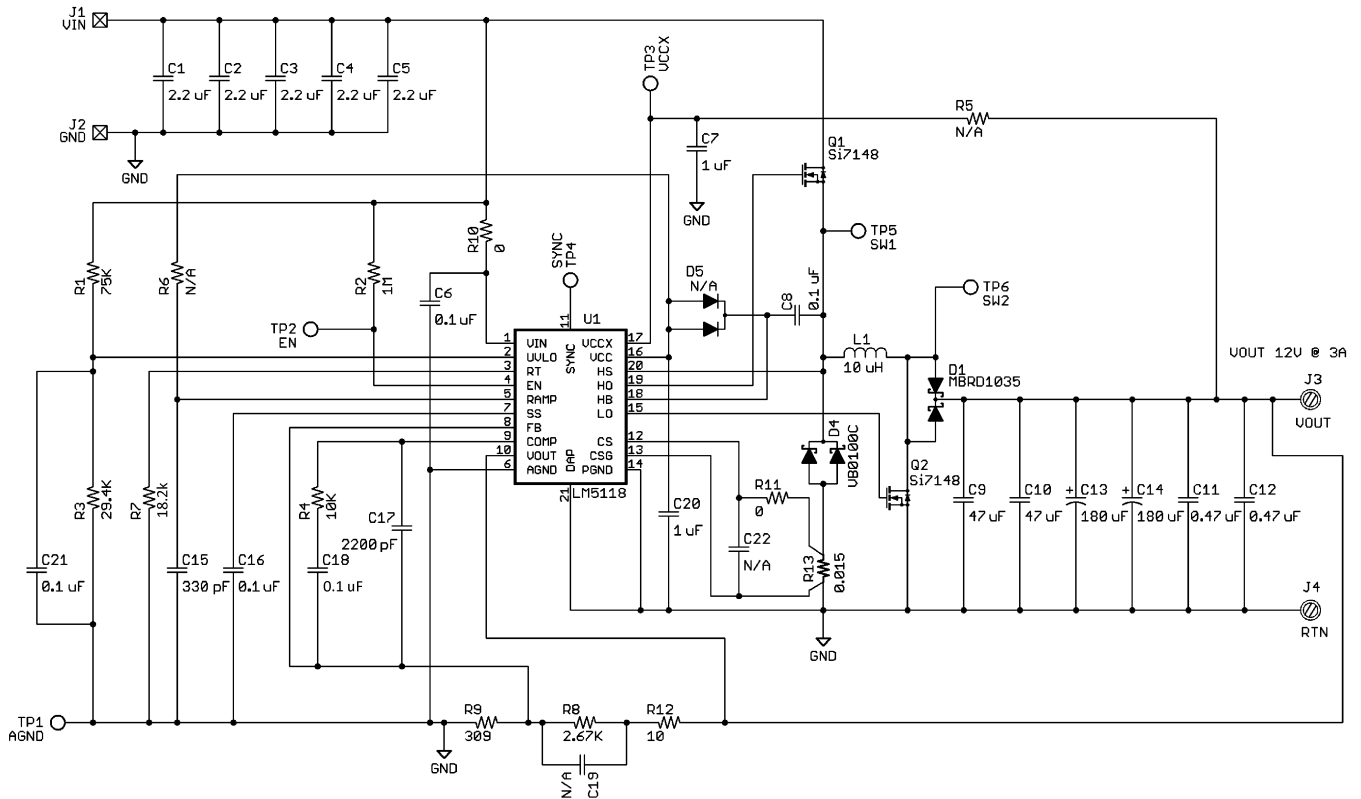 J1
VIN
C1
2.2 uF
C2
2.2 uF
C3
2.2 uF
C4
2.2 uF
C5
2.2 uF
J2
GND
GND
TP3
VCCX
R5
N/A
C7
1 uF
GND
Q1
Si7148
R10
0
SYNC
TP4
TP5
SW1
R1
75K
R6
N/A
R2
1M
C6
0.1 uF
D5
N/A
C8
0.1 uF
TP6
SW2
TP2
EN
U1
11
SYNC
1
VIN
VCCX
17
2
UVLO
VCC
16
3
RT
HS
20
4
EN
HO
19
5
RAMP
HB
18
7
SS
LO
15
8
FB
9
COMP
CS
12
10
VOUT
CSG
13
6
AGND
PGND
14
DAP
21
LM5118
L1
10 uH
D1
MBRD1035
VOUT 12V @ 3A
J3
VOUT
D4
VB0100C
Q2
Si7148
R11
0
R3
29.4K
R7
18.2k
R4
10K
C17
2200 pF
C20
1 uF
C22
N/A
R13
0.015
C9
47 uF
C10
47 uF
+
C13
180 uF
+
C14
180 uF
C11
0.47 uF
C12
0.47 uF
C21
0.1 uF
C15
330 pF
C16
0.1 uF
C18
0.1 uF
J4
RTN
GND
TP1
AGND
R9
309
R8
2.67K
R12
10
GND
N/A
C19